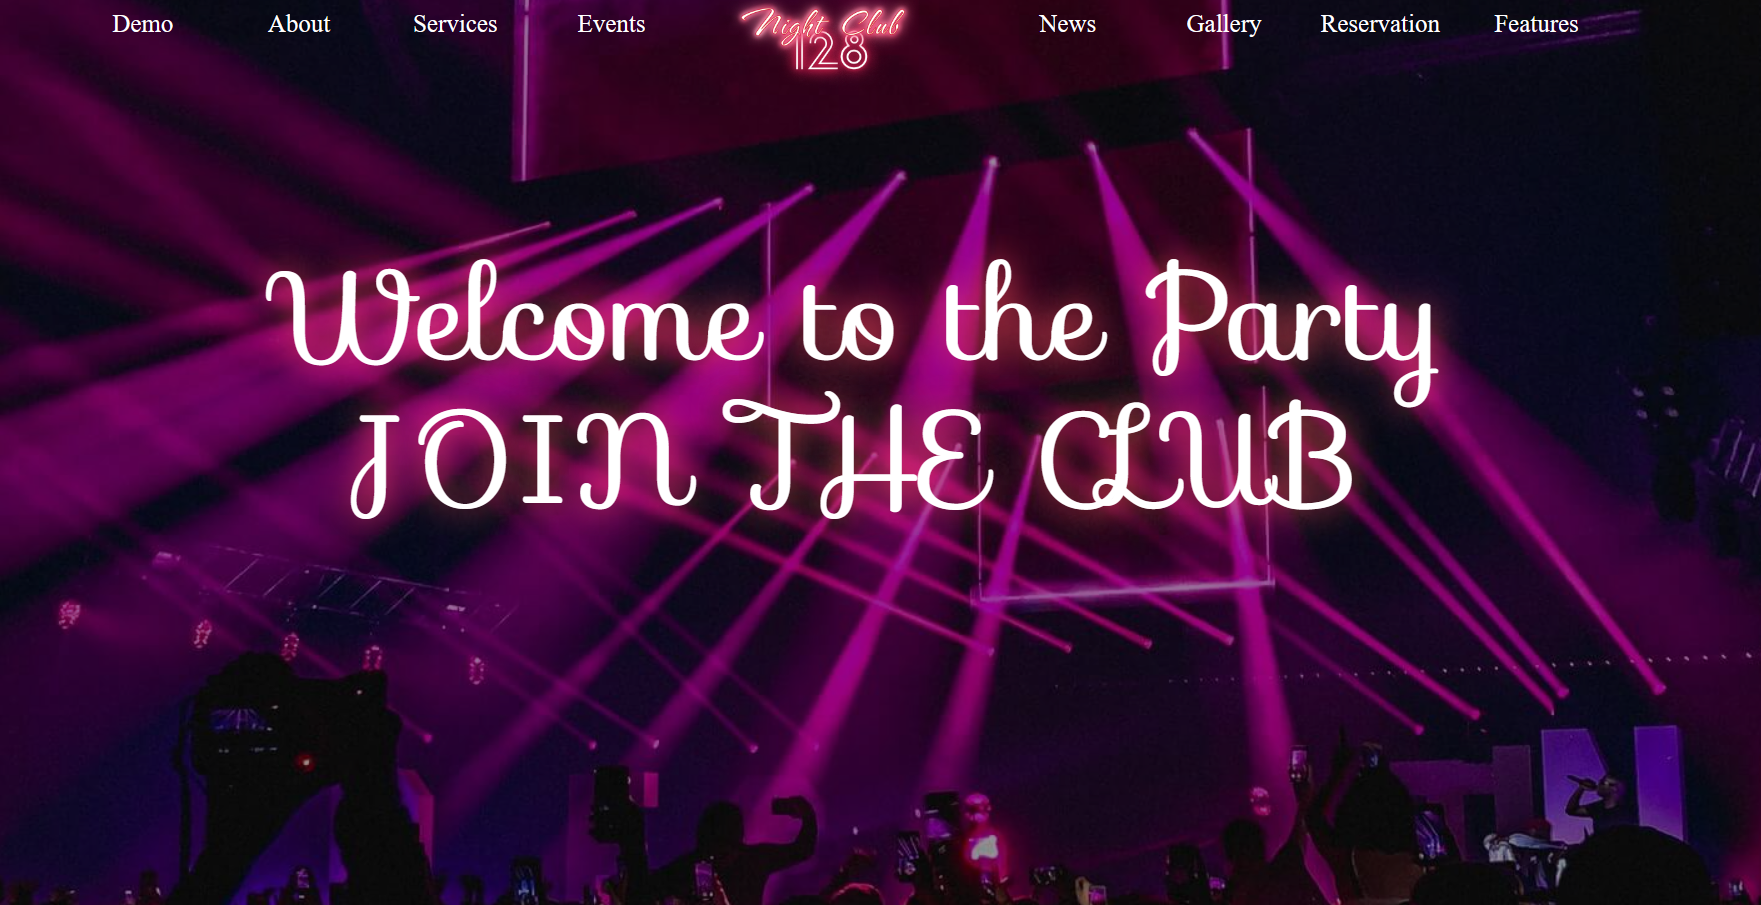 Demo About Services Events Night Club 128 News Gallery Reservation Features
Welcome to the Party
JOIN THE CLUB